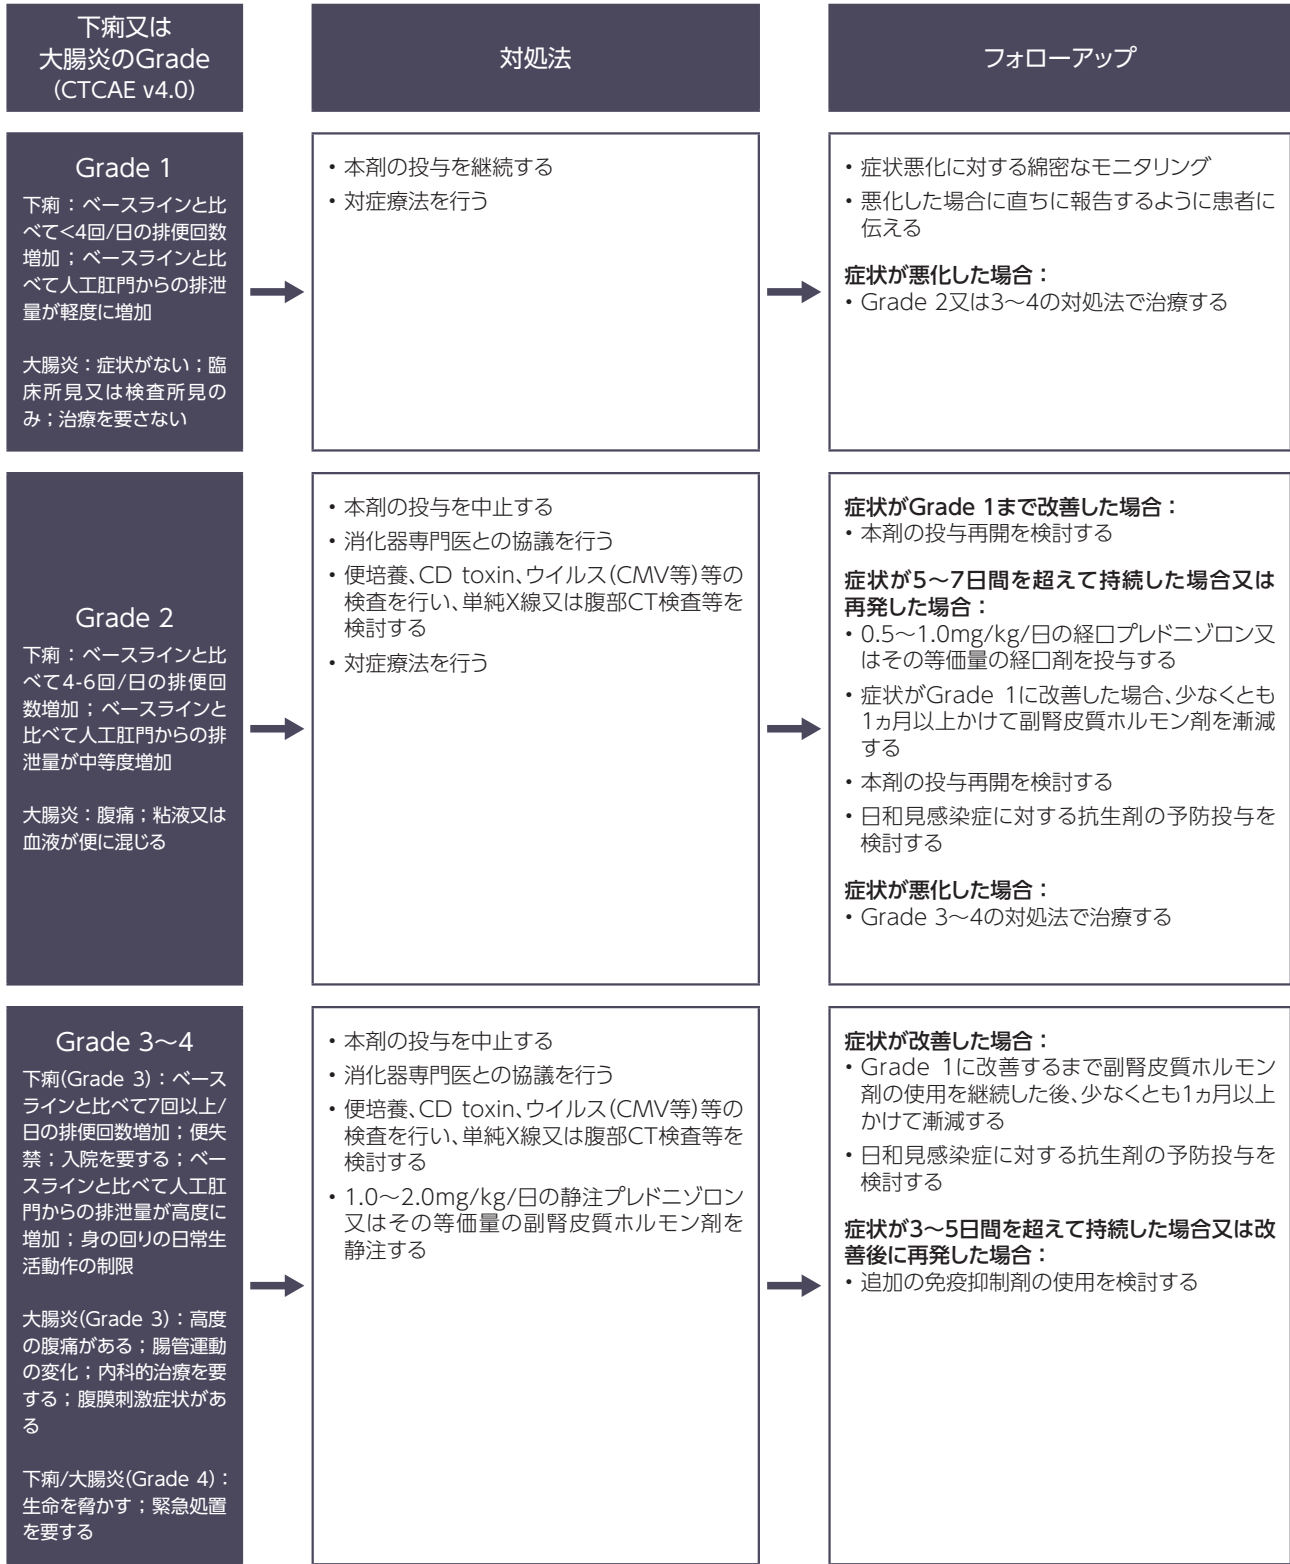 下痢又は
大腸炎のGrade
(CTCAE v4.0)
対処法
フォローアップ
Grade 1
下痢：ベースラインと比
べて<4回/日の排便回数
増加；ベースラインと比
べて人工肛門からの排泄
量が軽度に増加
大腸炎：症状がない；臨
床所見又は検査所見の
み；治療を要さない
・本剤の投与を継続する
・対症療法を行う
・症状悪化に対する綿密なモニタリング
・悪化した場合に直ちに報告するように患者に
伝える
症状が悪化した場合：
・Grade 2又は3～4の対処法で治療する
Grade 2
下痢：ベースラインと比
べて4-6回/日の排便回
数増加；ベースラインと
比べて人工肛門からの排
泄量が中等度増加
大腸炎：腹痛；粘液又は
血液が便に混じる
・本剤の投与を中止する
・消化器専門医との協議を行う
・便培養、CD toxin、ウイルス(CMV等)等の
検査を行い、単純X線又は腹部CT検査等を
検討する
・対症療法を行う
症状がGrade 1まで改善した場合：
・本剤の投与再開を検討する
症状が5～7日間を超えて持続した場合又は
再発した場合：
・0.5～1.0mg/kg/日の経口プレドニゾロン又
はその等価量の経口剤を投与する
・症状がGrade 1に改善した場合、少なくとも
1ヵ月以上かけて副腎皮質ホルモン剤を漸減
する
・本剤の投与再開を検討する
・日和見感染症に対する抗生剤の予防投与を
検討する
症状が悪化した場合：
・Grade 3～4の対処法で治療する
Grade 3～4
下痢(Grade 3)：ベース
ラインと比べて7回以上/
日の排便回数増加；便失
禁；入院を要する；ベー
スラインと比べて人工肛
門からの排泄量が高度に
増加；身の回りの日常生
活動作の制限
大腸炎(Grade 3)：高度
の腹痛がある；腸管運動
の変化；内科的治療を要
する；腹膜刺激症状があ
る
下痢/大腸炎(Grade 4)：
生命を脅かす；緊急処置
を要する
・本剤の投与を中止する
・消化器専門医との協議を行う
・便培養、CD toxin、ウイルス(CMV等)等の
検査を行い、単純X線又は腹部CT検査等を
検討する
・1.0～2.0mg/kg/日の静注プレドニゾロン
又はその等価量の副腎皮質ホルモン剤を
静注する
症状が改善した場合：
・Grade 1に改善するまで副腎皮質ホルモン
剤の使用を継続した後、少なくとも1ヵ月以上
かけて漸減する
・日和見感染症に対する抗生剤の予防投与を
検討する
症状が3～5日間を超えて持続した場合又は改
善後に再発した場合：
・追加の免疫抑制剤の使用を検討する